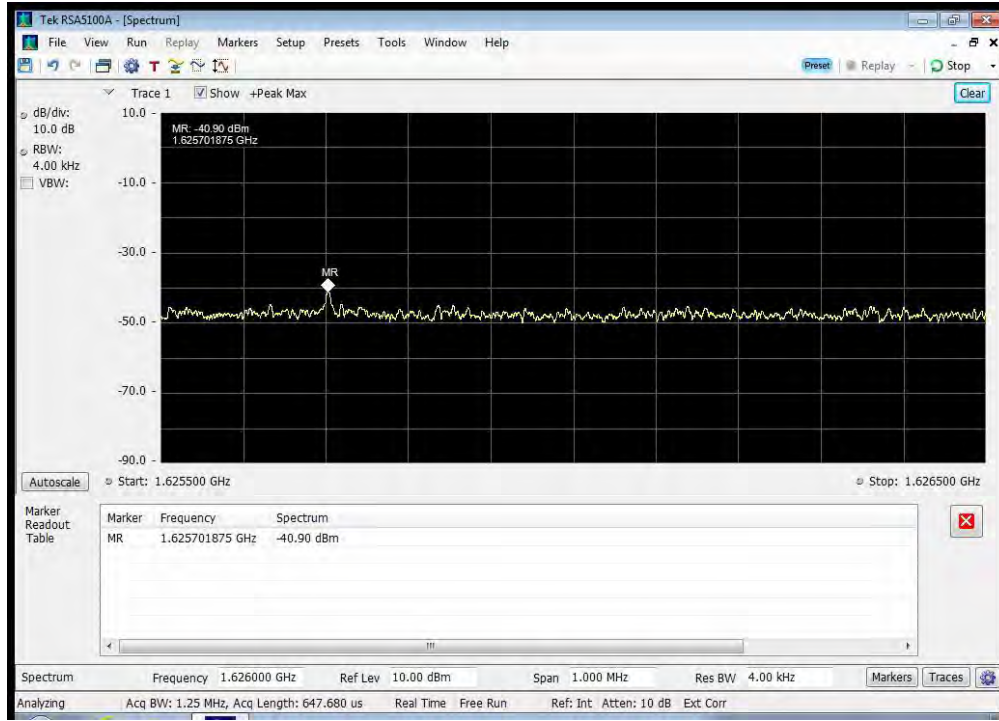 Tek RSA5100A - [Spectrum]
File View Run Replay Markers Setup Presets Tools Window Help
Preset Replay Stop
Trace 1 Show +Peak Max Clear
dB/div:
10.0 dB
RBW:
4.00 kHz
VBW:
10.0
MR: -40.90 dBm
1.625701875 GHz
-10.0
-30.0
MR
-50.0
-70.0
-90.0
Autoscale Start: 1.625500 GHz Stop: 1.626500 GHz
Marker
Readout
Table
Marker Frequency Spectrum
MR 1.625701875 GHz -40.90 dBm
Spectrum Frequency 1.626000 GHz Ref Lev 10.00 dBm Span 1.000 MHz Res BW 4.00 kHz Markers Traces
Analyzing Acq BW: 1.25 MHz, Acq Length: 647.680 us Real Time Free Run Ref: Int Atten: 10 dB Ext Corr